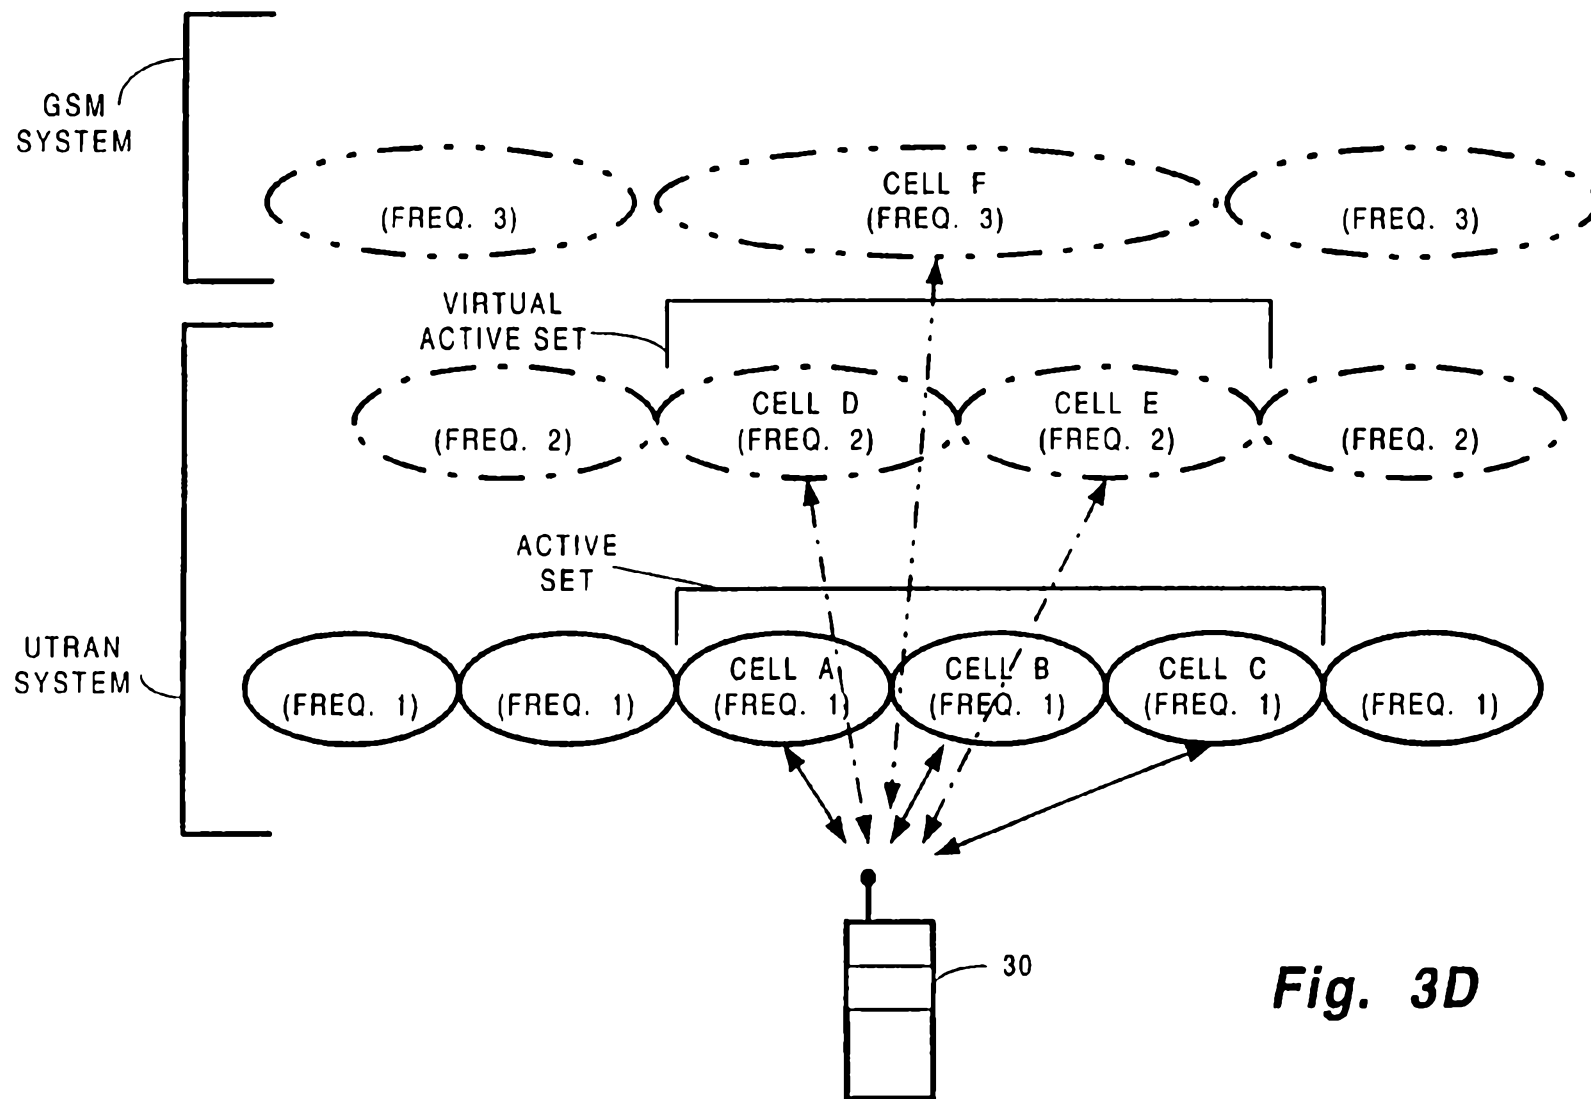 GSM
SYSTEM
CELL F
(FREQ. 3)
(FREQ. 3)
(FREQ. 3)
VIRTUAL
ACTIVE SET
CELL D
CELL E
(FREQ. 2)
(FREQ. 2)
(FREQ. 2)
(FREQ. 2)
ACTIVE
SET
UTRAN
SYSTEM
CELL A
CELL B
CELL C
(FREQ. 1)
(FREQ. 1)
(FREQ. 1)
(FREQ. 1)
(FREQ. 1)
(FREQ. 1)
30
Fig. 3D